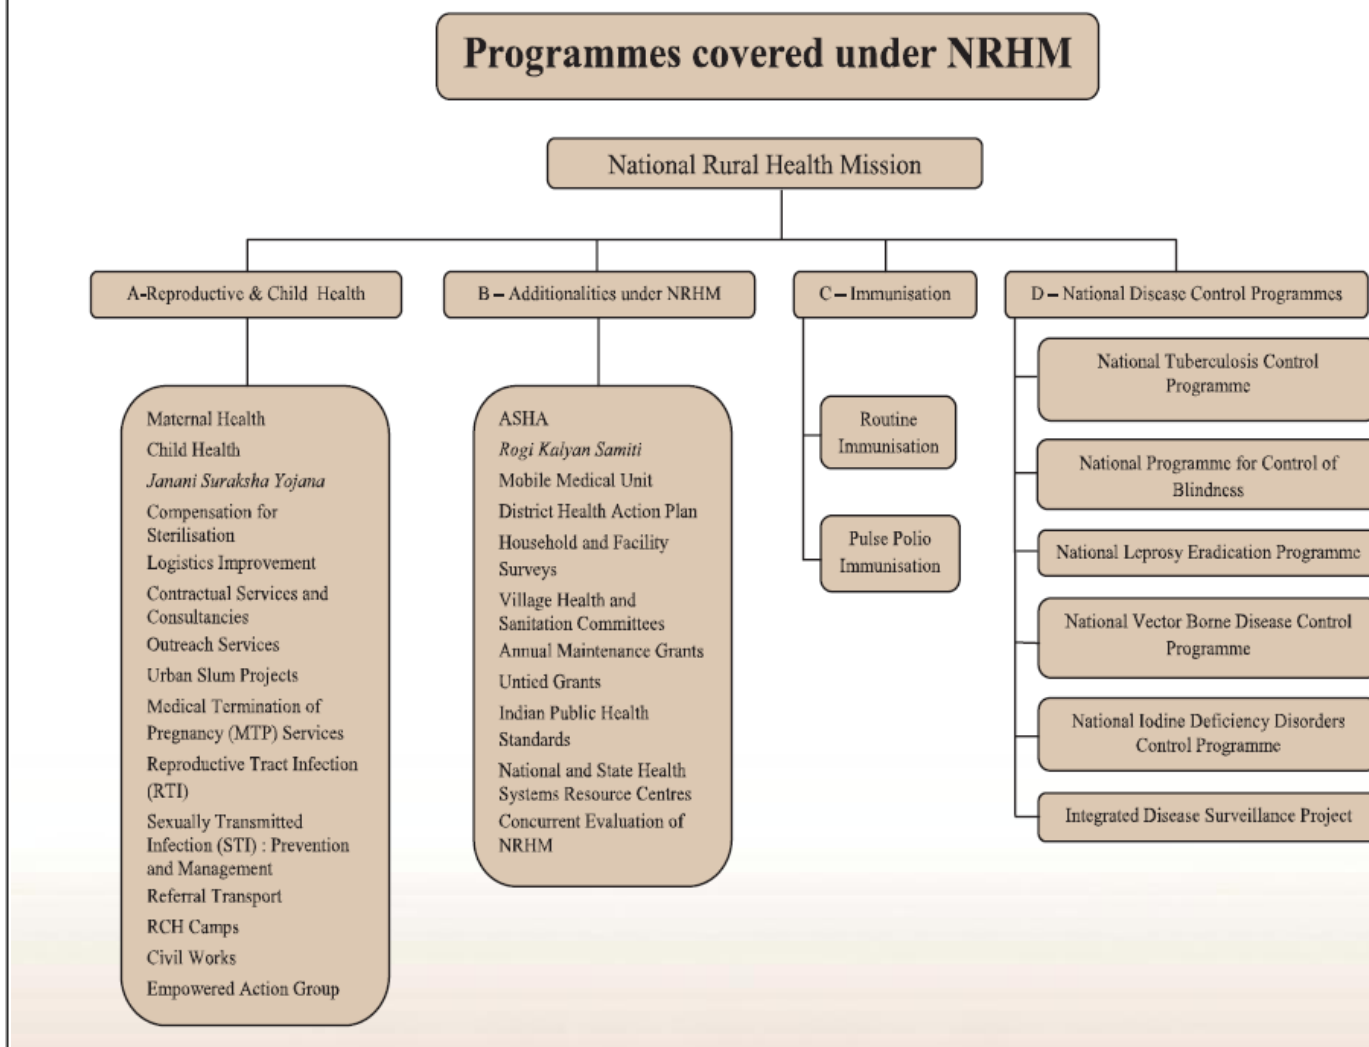 Programmes covered under NRHM
National Rural Health Mission
A-Reproductive & Child Health
Maternal Health
Child Health
Janani Suraksha Yojana
Compensation for
Sterilisation
Logistics Improvement
Contractual Services and
Consultancies
Outreach Services
Urban Slum Projects
Medical Termination of
Pregnancy (MTP) Services
Reproductive Tract Infection
(RTI)
Sexually Transmitted
Infection (STI) : Prevention
and Management
Referral Transport
RCH Camps
Civil Works
Empowered Action Group
B – Additionalities under NRHM
ASHA
Rogi Kalyan Samiti
Mobile Medical Unit
District Health Action Plan
Household and Facility
Surveys
Village Health and
Sanitation Committees
Annual Maintenance Grants
Untied Grants
Indian Public Health
Standards
National and State Health
Systems Resource Centres
Concurrent Evaluation of
NRHM
C – Immunisation
Routine
Immunisation
Pulse Polio
Immunisation
D – National Disease Control Programmes
National Tuberculosis Control
Programme
National Programme for Control of
Blindness
National Leprosy Eradication Programme
National Vector Borne Disease Control
Programme
National Iodine Deficiency Disorders
Control Programme
Integrated Disease Surveillance Project